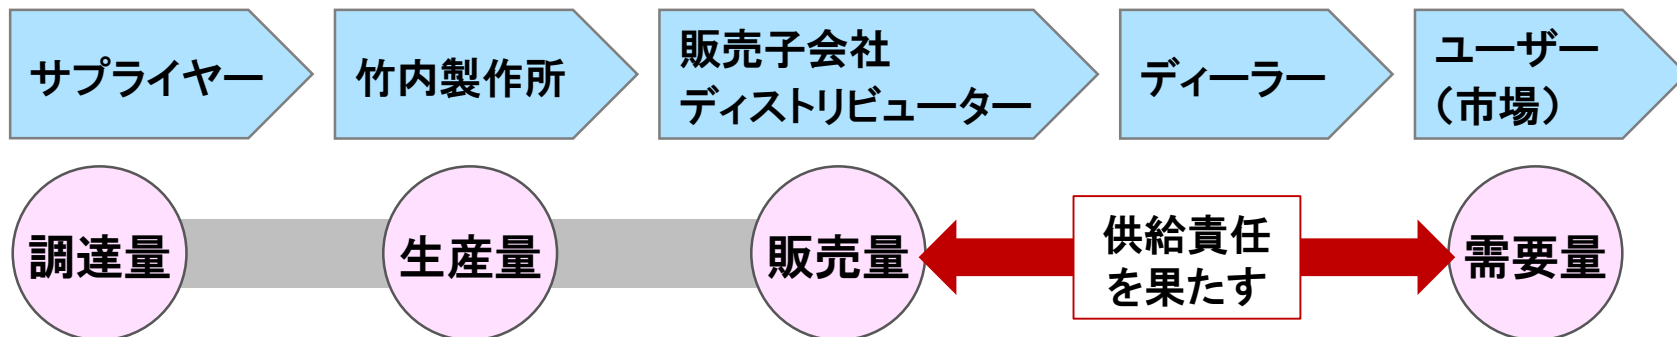 サプライヤー
竹内製作所
販売子会社
ディストリビューター
ディーラー
ユーザー
（市場）
調達量
生産量
販売量
供給責任
を果たす
需要量